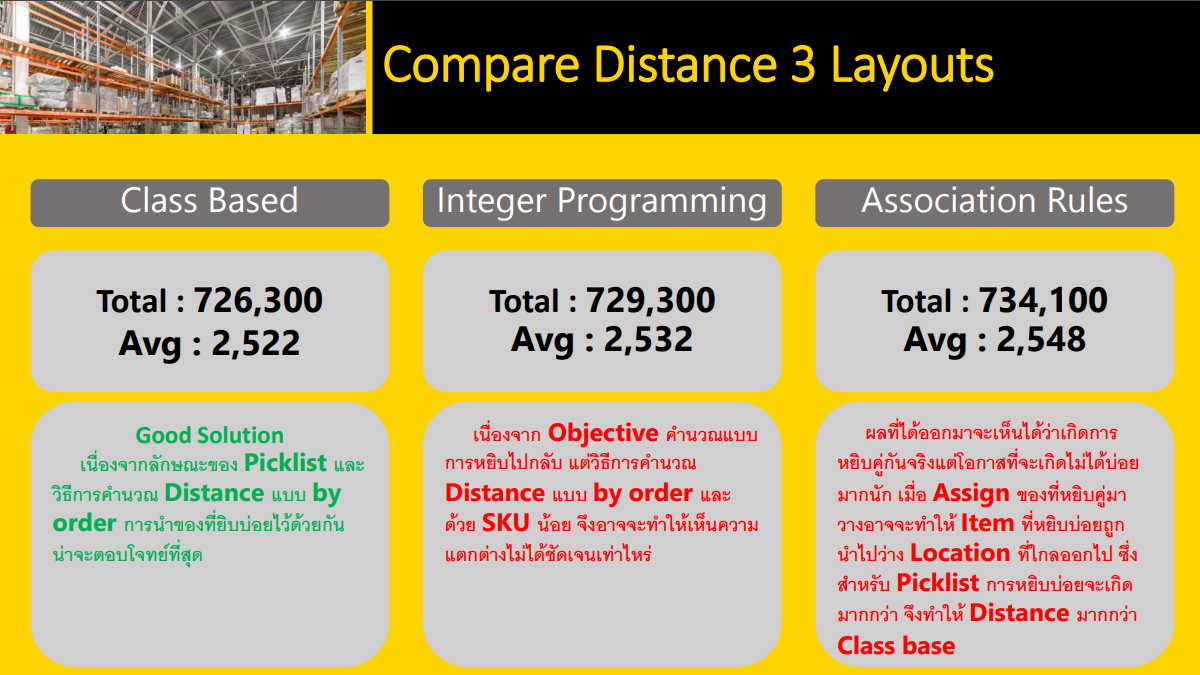 Compare Distance 3 Layouts
Class Based
Total : 726,300
Avg : 2,522
Good Solution
เนื่องจากลักษณะของ Picklist และ
วิธีการคำนวณ Distance แบบ by
order การนำของที่ยิบบ่อยไว้ด้วยกัน
น่าจะตอบโจทย์ที่สุด
Integer Programming
Total : 729,300
Avg : 2,532
เนื่องจาก Objective คำนวณแบบ
การหยิบไปกลับ แต่วิธีการคำนวณ
Distance แบบ by order และ
ด้วย SKU น้อย จึงอาจจะทำให้เห็นความ
แตกต่างไม่ได้ชัดเจนเท่าไหร่
Association Rules
Total : 734,100
Avg : 2,548
ผลที่ได้ออกมาจะเห็นได้ว่าเกิดการ
หยิบคู่กันจริงแต่โอกาสที่จะเกิดไม่ได้บ่อย
มากนัก เมื่อ Assign ของที่หยิบคู่มา
วางอาจจะทำให้ Item ที่หยิบบ่อยถูก
นำไปว่าง Location ที่ไกลออกไป ซึ่ง
สำหรับ Picklist การหยิบบ่อยจะเกิด
มากกว่า จึงทำให้ Distance มากกว่า
Class base